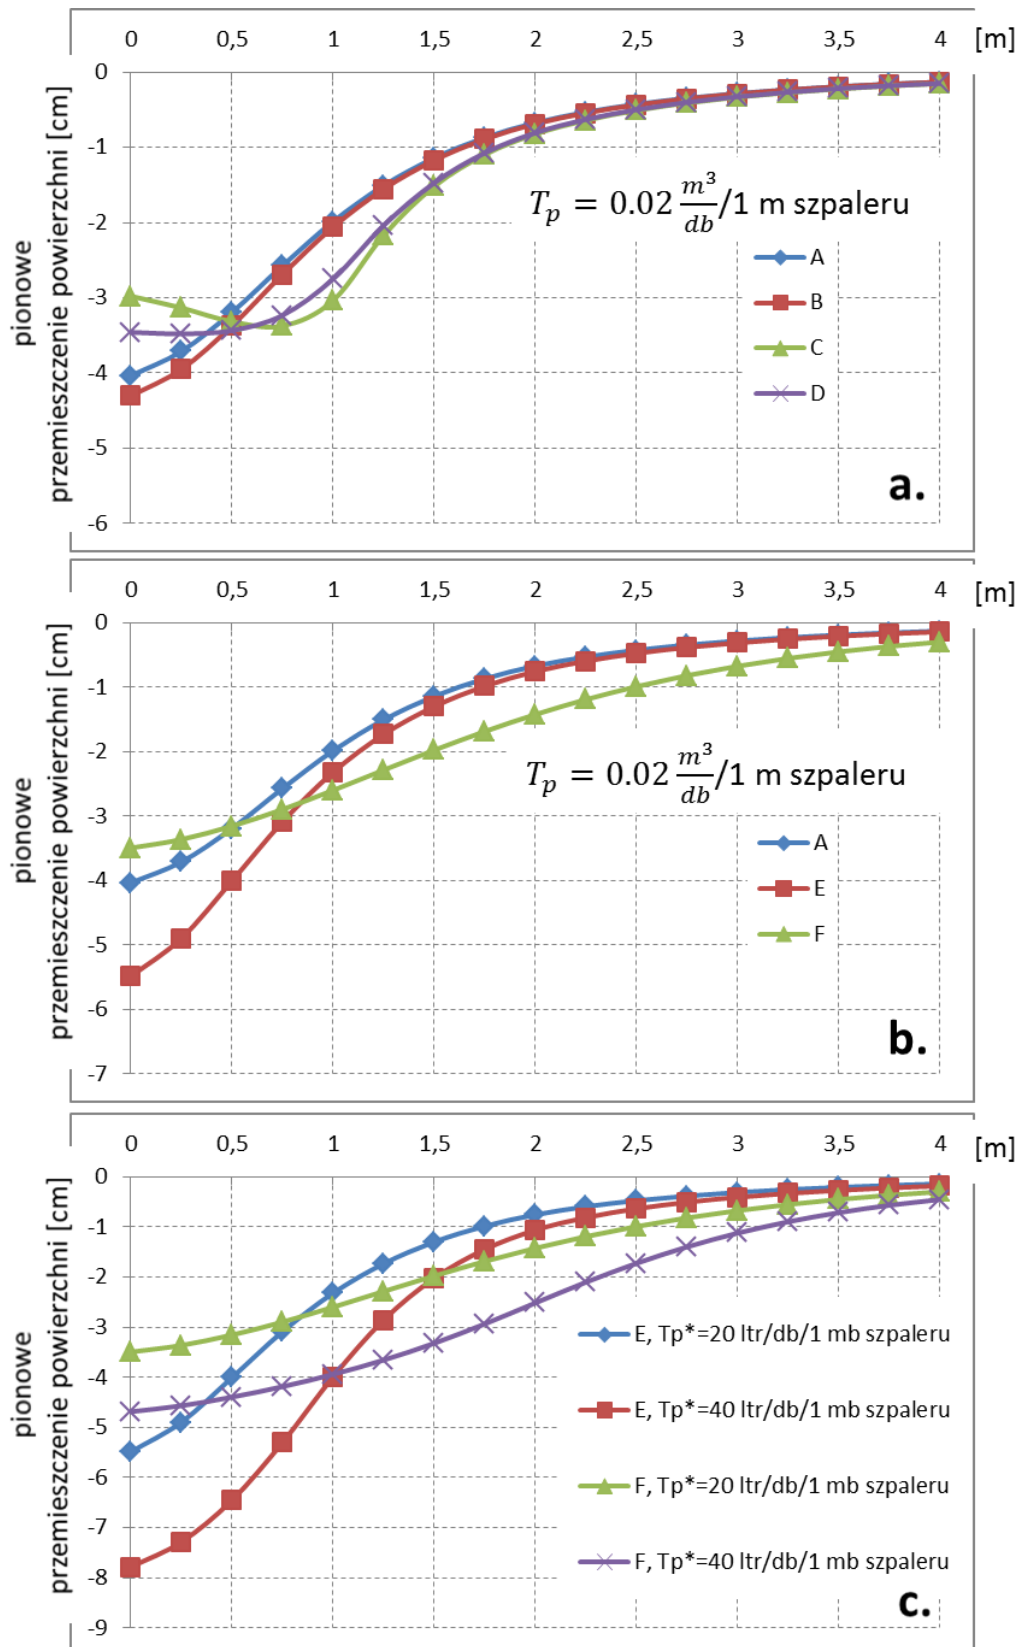 0 0,5 1 1,5 2 2,5 3 3,5 4 [m]
0
-1
-2
-3
-4
-5
-6
pionowe
przemieszczenie powierzchni [cm]
T_p = 0.02 m³/db /1 m szpaleru
A
B
C
D
a.
0 0,5 1 1,5 2 2,5 3 3,5 4 [m]
0
-1
-2
-3
-4
-5
-6
-7
pionowe
przemieszczenie powierzchni [cm]
T_p = 0.02 m³/db /1 m szpaleru
A
E
F
b.
0 0,5 1 1,5 2 2,5 3 3,5 4 [m]
0
-1
-2
-3
-4
-5
-6
-7
-8
-9
pionowe
przemieszczenie powierzchni [cm]
E, Tp*=20 ltr/db/1 mb szpaleru
E, Tp*=40 ltr/db/1 mb szpaleru
F, Tp*=20 ltr/db/1 mb szpaleru
F, Tp*=40 ltr/db/1 mb szpaleru
c.